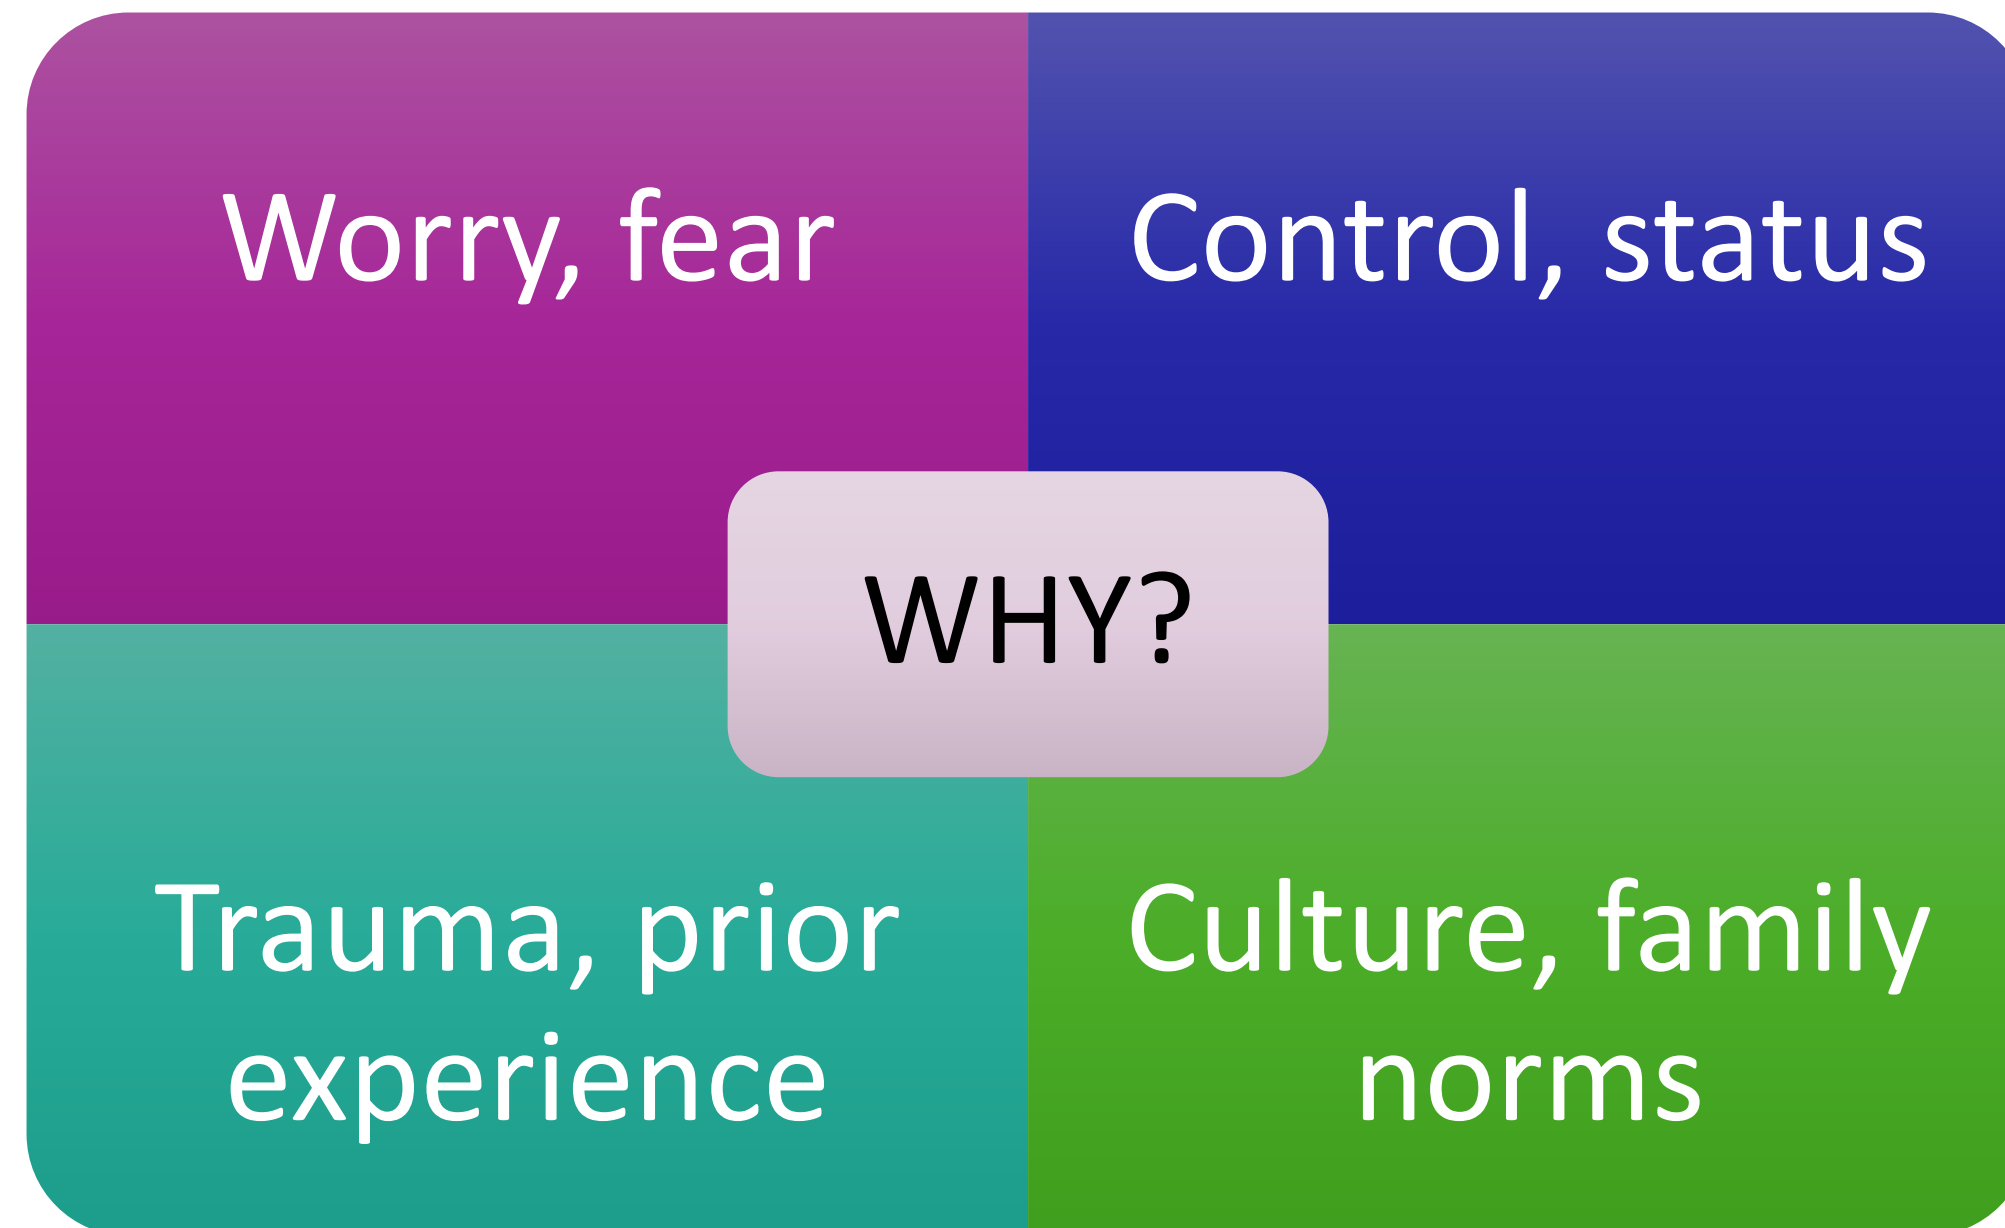 Worry, fear
Control, status
WHY?
Trauma, prior
experience
Culture, family
norms